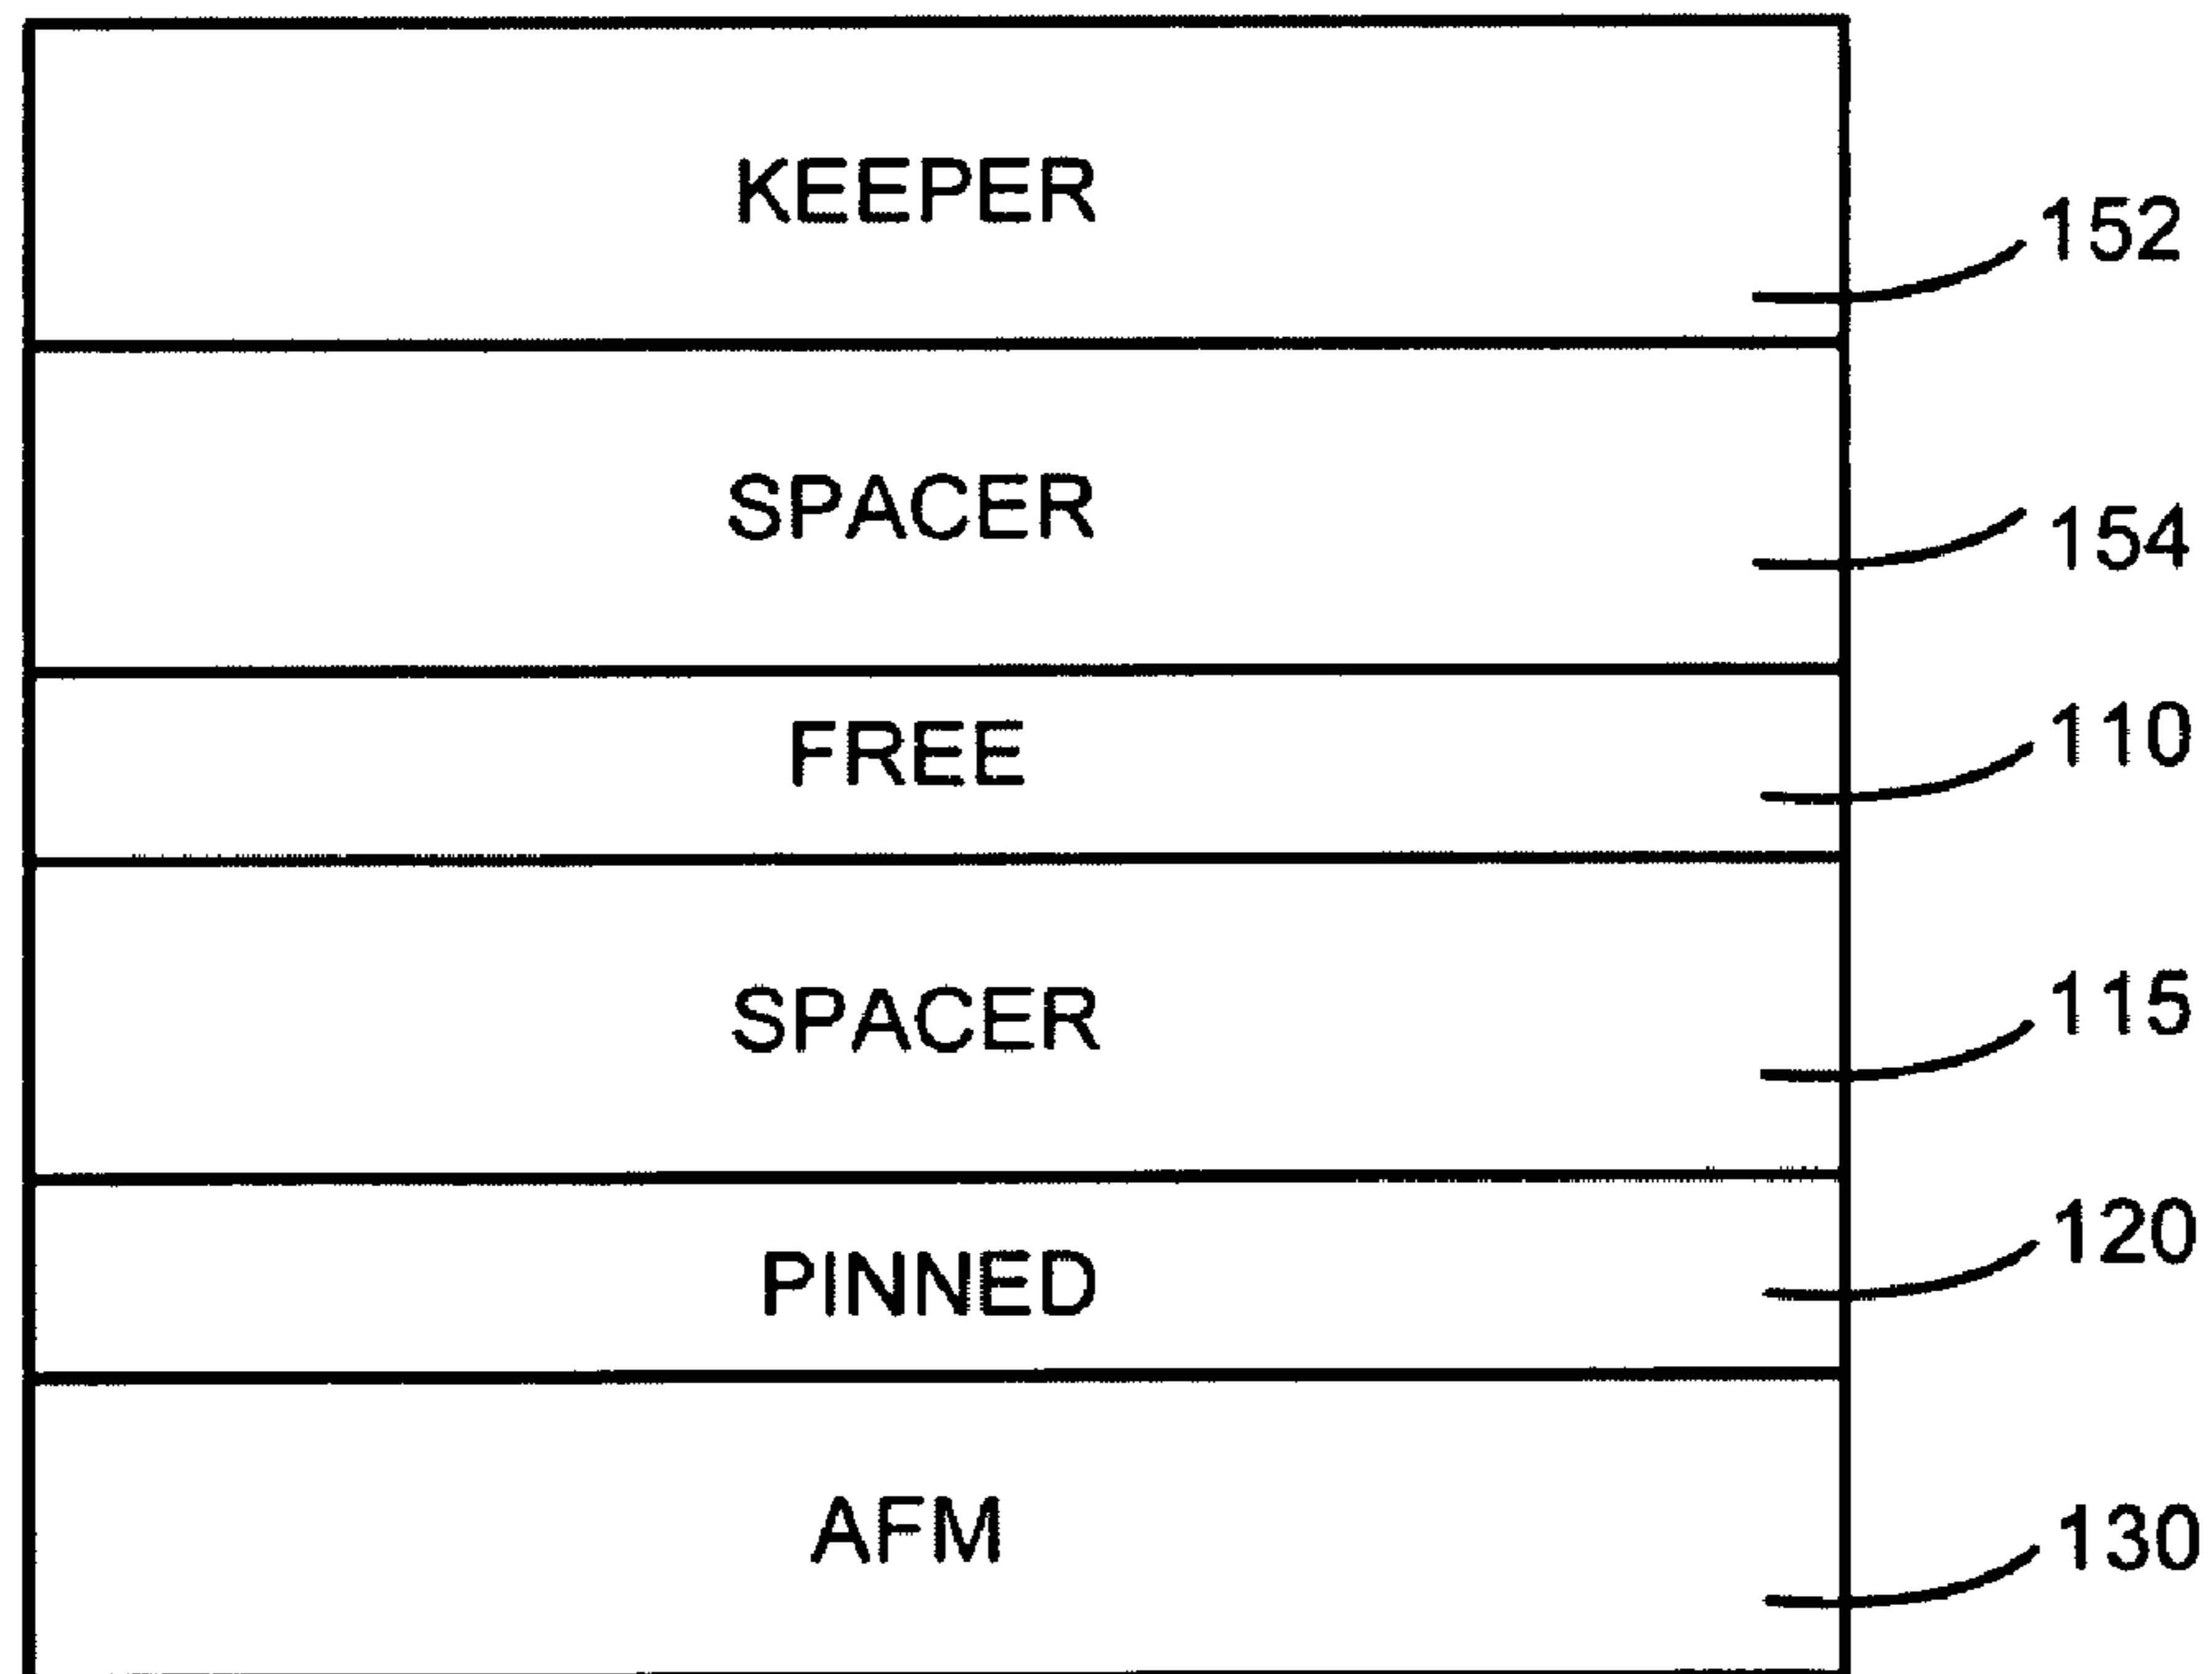 KEEPER
152
SPACER
154
FREE
110
SPACER
115
PINNED
120
AFM
130